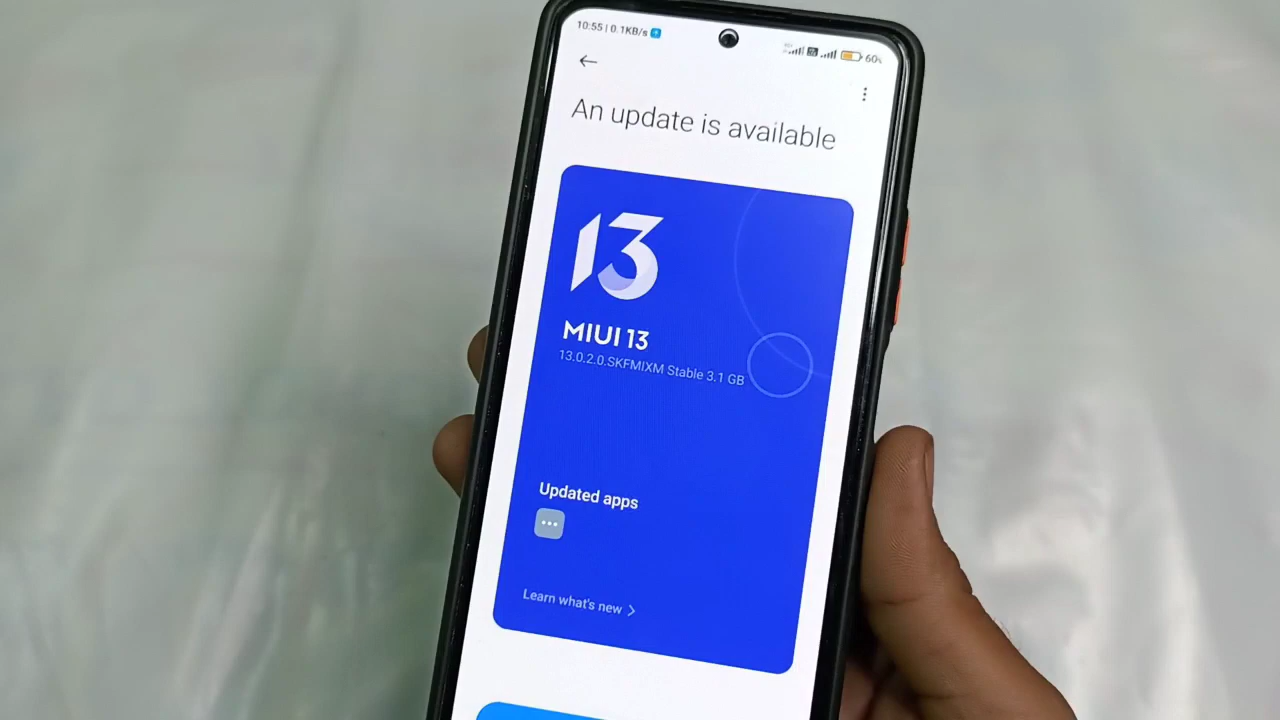 10:55 | 0.1KB/s
60%
An update is available
13
MIUI 13
13.0.2.0.SKFMIXM Stable 3.1 GB
Updated apps
Learn what's new